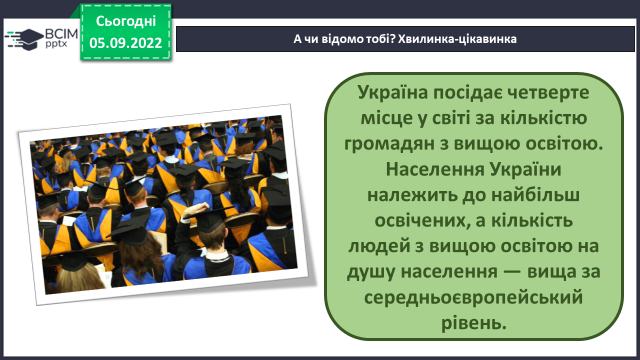 Сьогодні
05.09.2022
BCIM
pptx
А чи відомо тобі? Хвилинка-цікавинка
Україна посідає четверте
місце у світі за кількістю
громадян з вищою освітою.
Населення України
належить до найбільш
освічених, а кількість
людей з вищою освітою на
душу населення — вища за
середньоєвропейський
рівень.